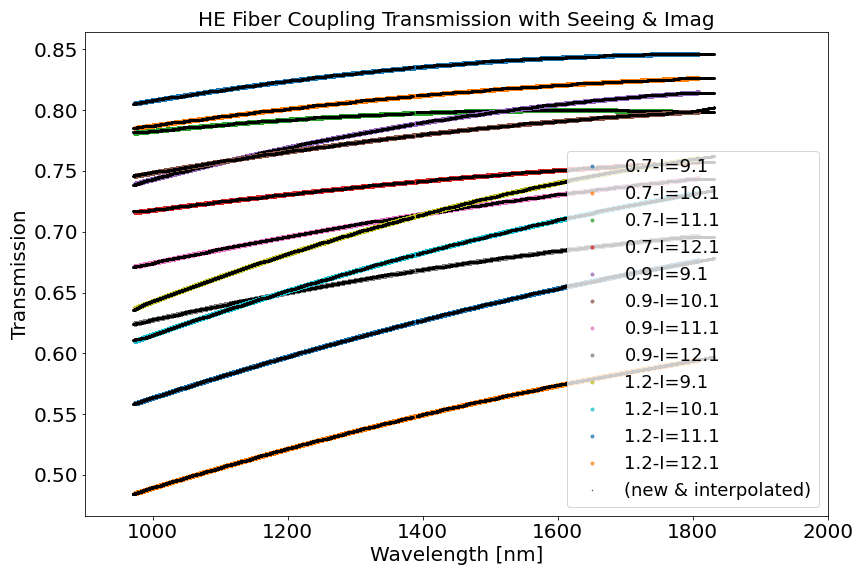 HE Fiber Coupling Transmission with Seeing & Imag
0.85
0.80
0.75
0.70
0.65
0.60
0.55
0.50
Transmission
0.7-I=9.1
0.7-I=10.1
0.7-I=11.1
0.7-I=12.1
0.9-I=9.1
0.9-I=10.1
0.9-I=11.1
0.9-I=12.1
1.2-I=9.1
1.2-I=10.1
1.2-I=11.1
1.2-I=12.1
(new & interpolated)
1000 1200 1400 1600 1800 2000
Wavelength [nm]